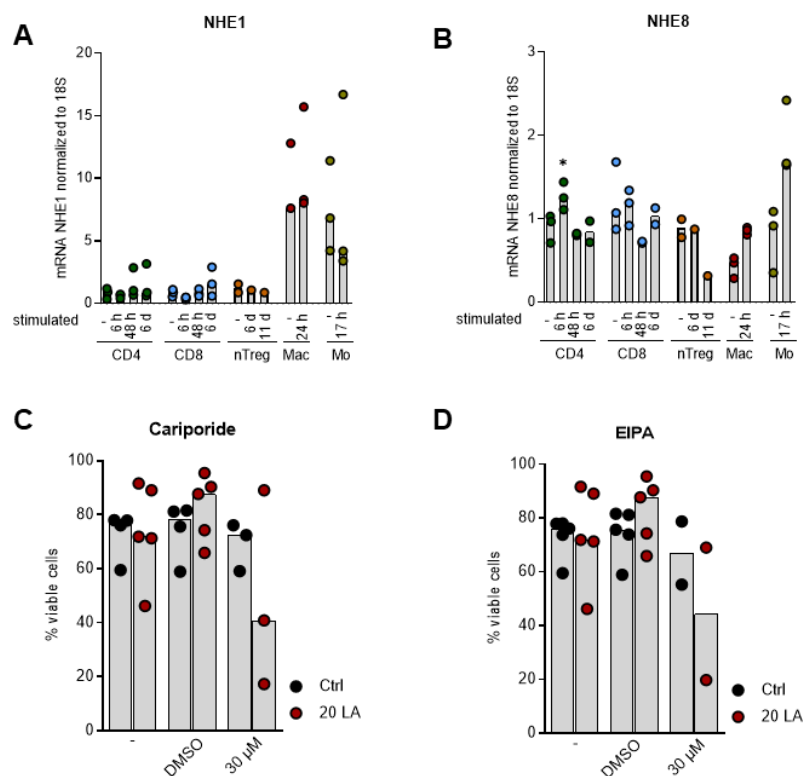 A
NHE1
mRNA NHE1 normalized to 18S
20
15
10
5
0
stimulated
- 6 h 48 h 6 d - 6 h 48 h 6 d - 6 d 11 d - 24 h - 17 h
CD4 CD8 nTreg Mac Mo
B
NHE8
mRNA NHE8 normalized to 18S
3
2
1
0
*
stimulated
- 6 h 48 h 6 d - 6 h 48 h 6 d - 6 d 11 d - 24 h - 17 h
CD4 CD8 nTreg Mac Mo
C
Cariporide
% viable cells
100
80
60
40
20
0
- DMSO 30 µM
Ctrl
20 LA
D
EIPA
% viable cells
100
80
60
40
20
0
- DMSO 30 µM
Ctrl
20 LA